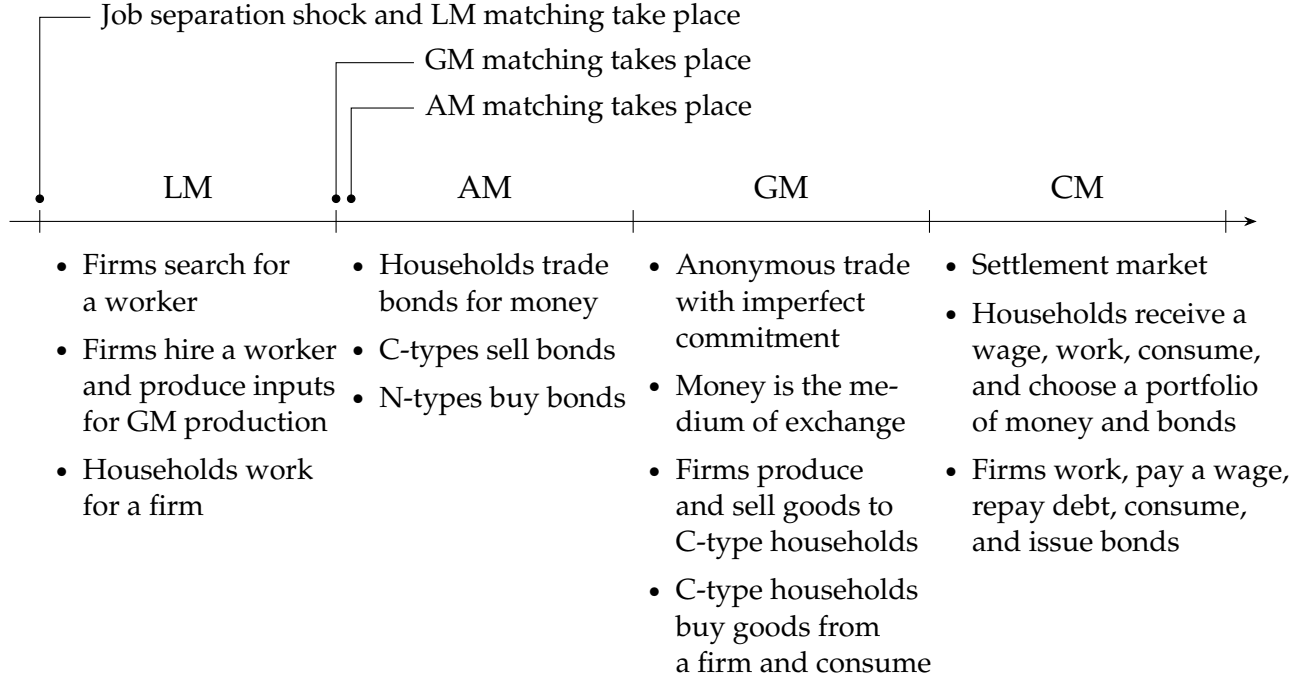 Job separation shock and LM matching take place
GM matching takes place
AM matching takes place
LM
AM
GM
CM
• Firms search for
a worker
• Firms hire a worker
and produce inputs
for GM production
• Households work
for a firm
• Households trade
bonds for money
• C-types sell bonds
• N-types buy bonds
• Anonymous trade
with imperfect
commitment
• Money is the me-
dium of exchange
• Firms produce
and sell goods to
C-type households
• C-type households
buy goods from
a firm and consume
• Settlement market
• Households receive a
wage, work, consume,
and choose a portfolio
of money and bonds
• Firms work, pay a wage,
repay debt, consume,
and issue bonds